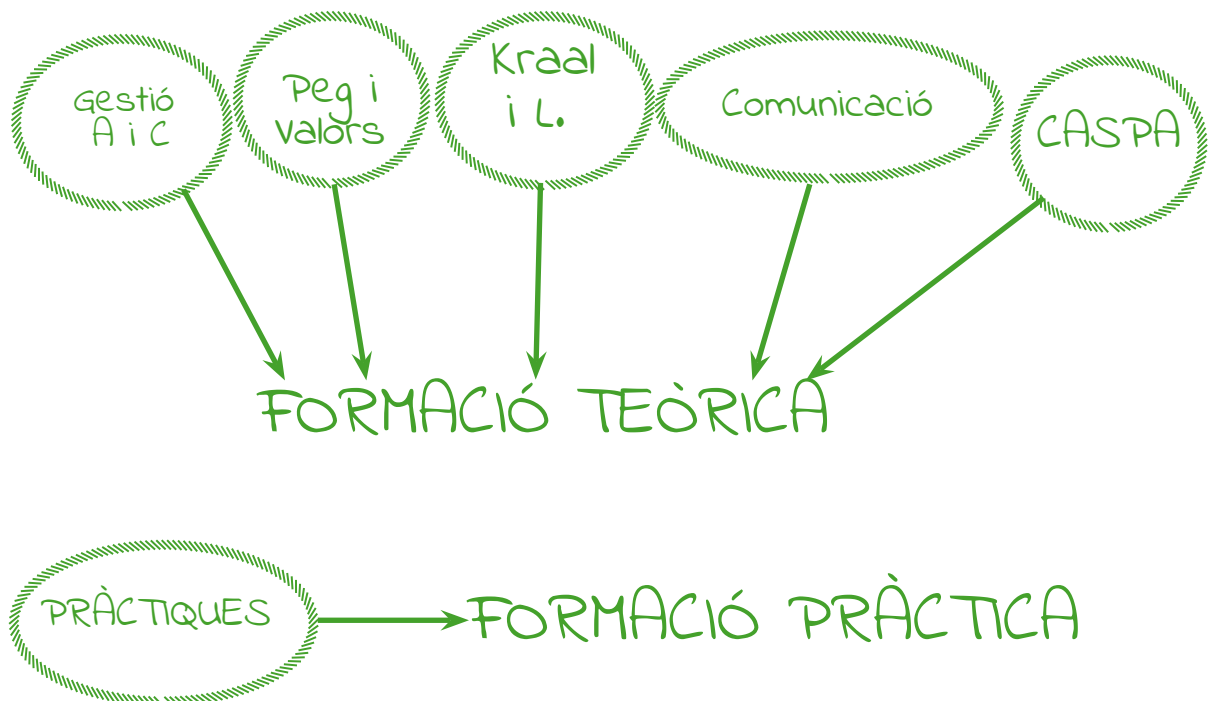 Gestió
A i C
Peg i
Valors
Kraal
i L.
Comunicació
CASPA
FORMACIÓ TEÒRICA
PRÀCTIQUES
FORMACIÓ PRÀCTICA